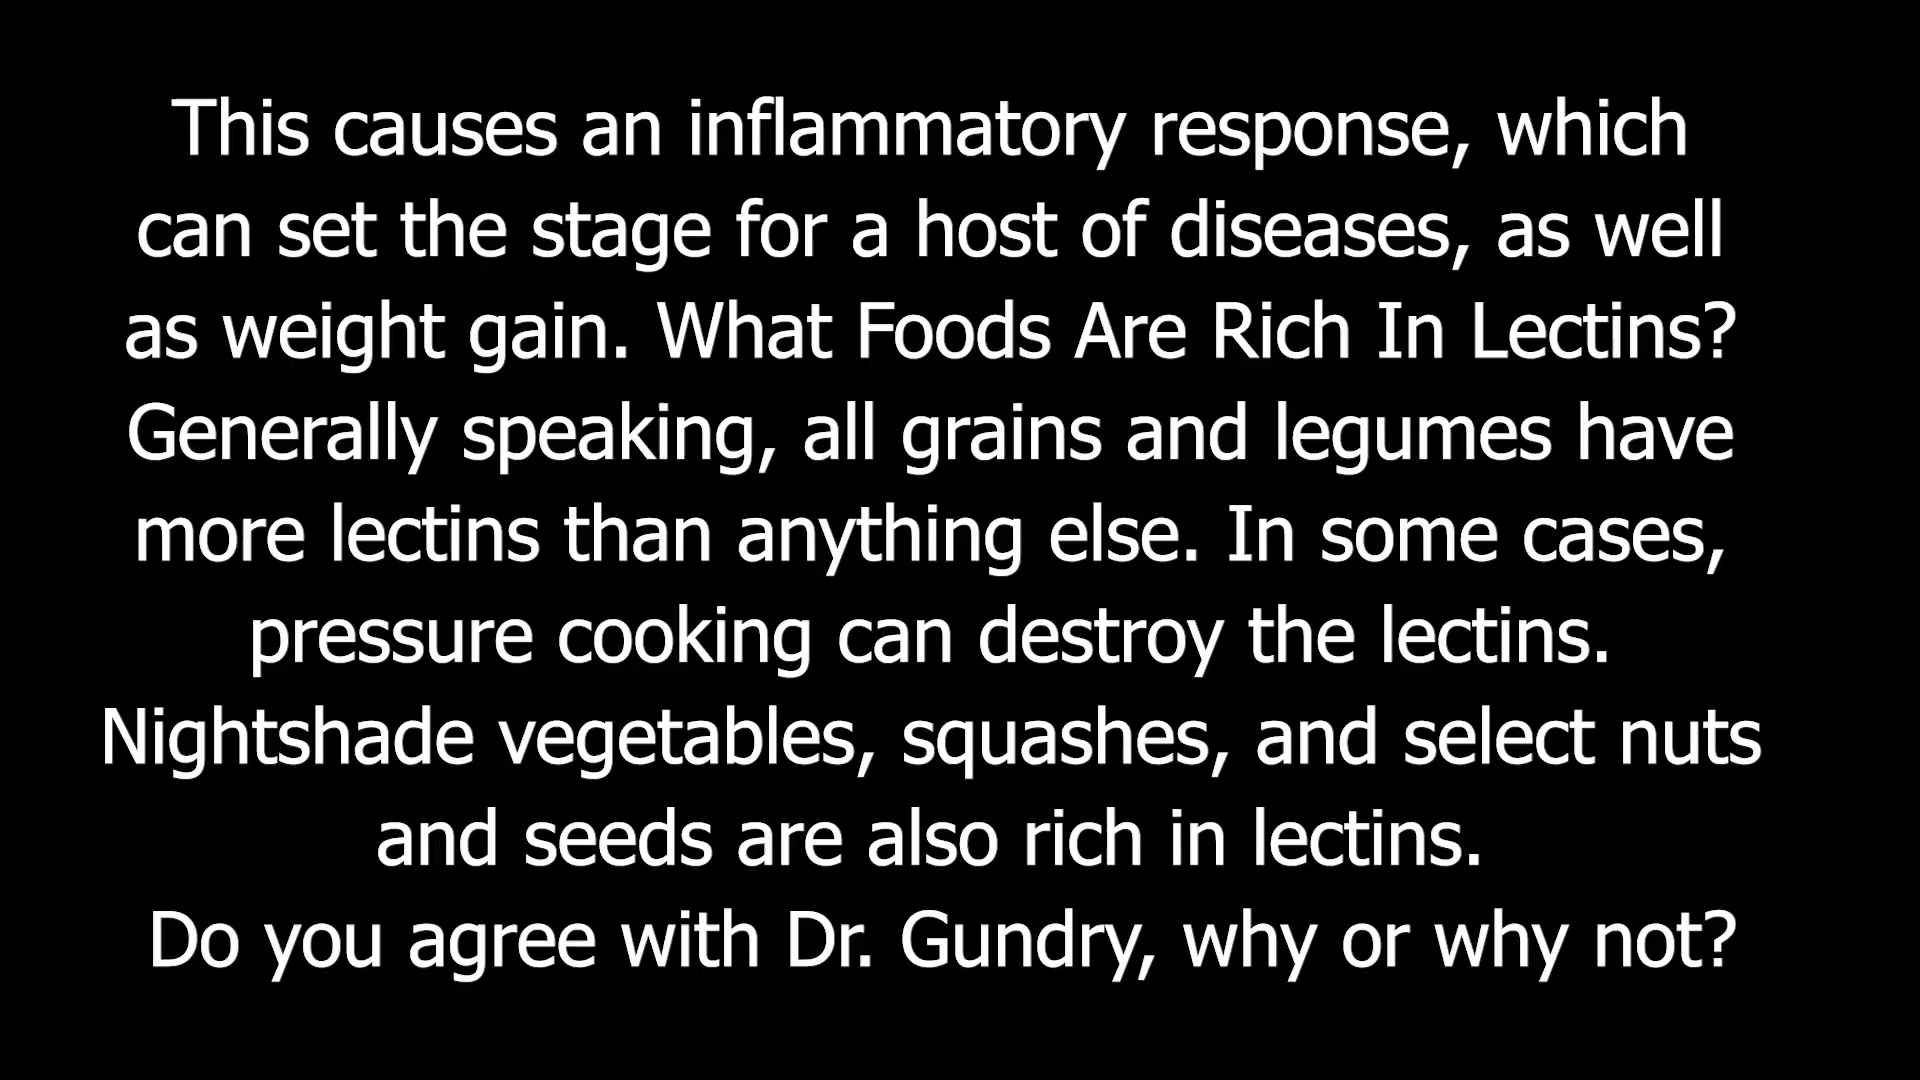 This causes an inflammatory response, which
can set the stage for a host of diseases, as well
as weight gain. What Foods Are Rich In Lectins?
Generally speaking, all grains and legumes have
more lectins than anything else. In some cases,
pressure cooking can destroy the lectins.
Nightshade vegetables, squashes, and select nuts
and seeds are also rich in lectins.
Do you agree with Dr. Gundry, why or why not?